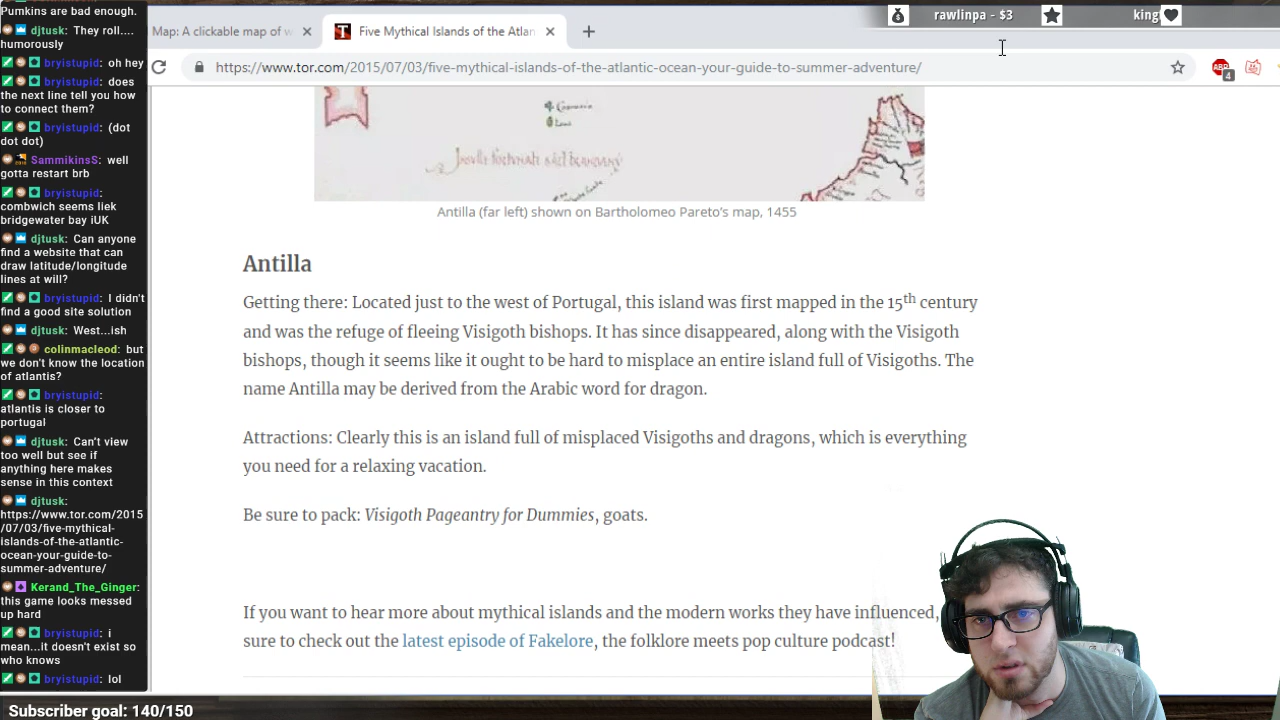 Pumkins are bad enough.
djtusk: They roll....
humorously
bryistupid: oh hey
bryistupid: does
the next line tell you how
to connect them?
bryistupid: (dot
dot dot)
SammikinsS: well
gotta restart brb
bryistupid:
combwich seems liek
bridgewater bay iUK
djtusk: Can anyone
find a website that can
draw latitude/longitude
lines at will?
bryistupid: I didn't
find a good site solution
djtusk: West...ish
colinmacleod: but
we don't know the location
of atlantis?
bryistupid:
atlantis is closer to
portugal
djtusk: Can't view
too well but see if
anything here makes
sense in this context
djtusk:
https://www.tor.com/2015
/07/03/five-mythical-
islands-of-the-atlantic-
ocean-your-guide-to-
summer-adventure/
Kerand_The_Ginger:
this game looks messed
up hard
bryistupid: i
mean...it doesn't exist so
who knows
bryistupid: lol
Subscriber goal: 140/150
Map: A clickable map of w
Five Mythical Islands of the Atlan
rawlinpa - $3
https://www.tor.com/2015/07/03/five-mythical-islands-of-the-atlantic-ocean-your-guide-to-summer-adventure/
ABP
4
Antilla (far left) shown on Bartholomeo Pareto's map, 1455
Antilla
Getting there: Located just to the west of Portugal, this island was first mapped in the 15th century
and was the refuge of fleeing Visigoth bishops. It has since disappeared, along with the Visigoth
bishops, though it seems like it ought to be hard to misplace an entire island full of Visigoths. The
name Antilla may be derived from the Arabic word for dragon.
Attractions: Clearly this is an island full of misplaced Visigoths and dragons, which is everything
you need for a relaxing vacation.
Be sure to pack: Visigoth Pageantry for Dummies, goats.
If you want to hear more about mythical islands and the modern works they have influenced,
sure to check out the latest episode of Fakelore, the folklore meets pop culture podcast!